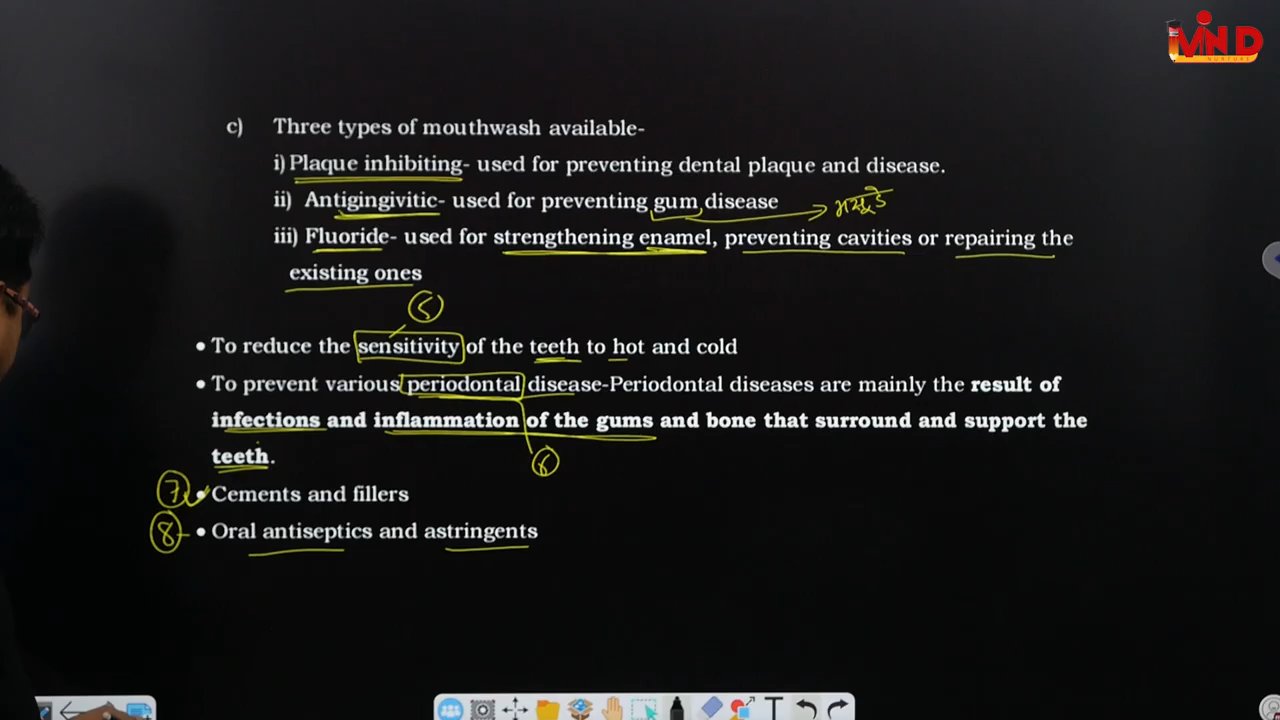 MIND
NURTURE
c) Three types of mouthwash available-
i) Plaque inhibiting- used for preventing dental plaque and disease.
ii) Antigingivitic- used for preventing gum disease
iii) Fluoride- used for strengthening enamel, preventing cavities or repairing the
existing ones
5
• To reduce the sensitivity of the teeth to hot and cold
• To prevent various periodontal disease-Periodontal diseases are mainly the result of
infections and inflammation of the gums and bone that surround and support the
teeth.
6
7 • Cements and fillers
8 • Oral antiseptics and astringents
T